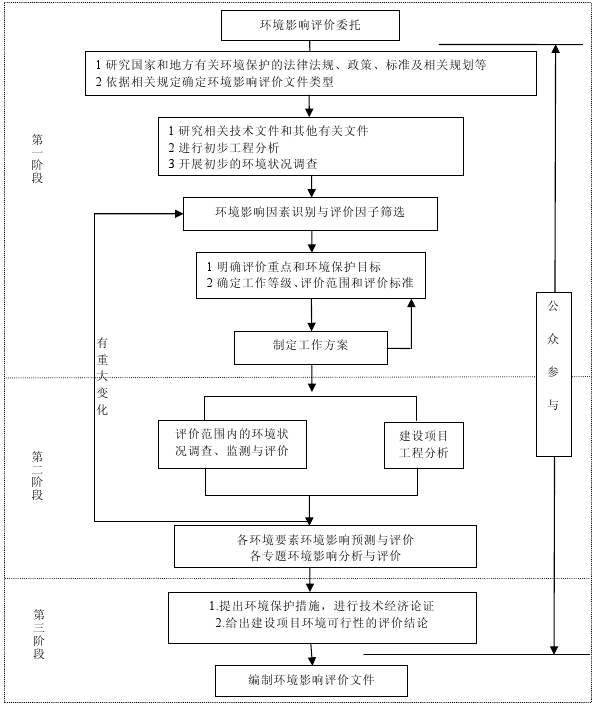 环境影响评价委托
1 研究国家和地方有关环境保护的法律法规、政策、标准及相关规划等
2 依据相关规定确定环境影响评价文件类型
第一阶段
1 研究相关技术文件和其他有关文件
2 进行初步工程分析
3 开展初步的环境状况调查
环境影响因素识别与评价因子筛选
1 明确评价重点和环境保护目标
2 确定工作等级、评价范围和评价标准
公众参与
制定工作方案
有重大变化
第二阶段
评价范围内的环境状
况调查、监测与评价
建设项目
工程分析
各环境要素环境影响预测与评价
各专题环境影响分析与评价
第三阶段
1.提出环境保护措施，进行技术经济论证
2.给出建设项目环境可行性的评价结论
编制环境影响评价文件